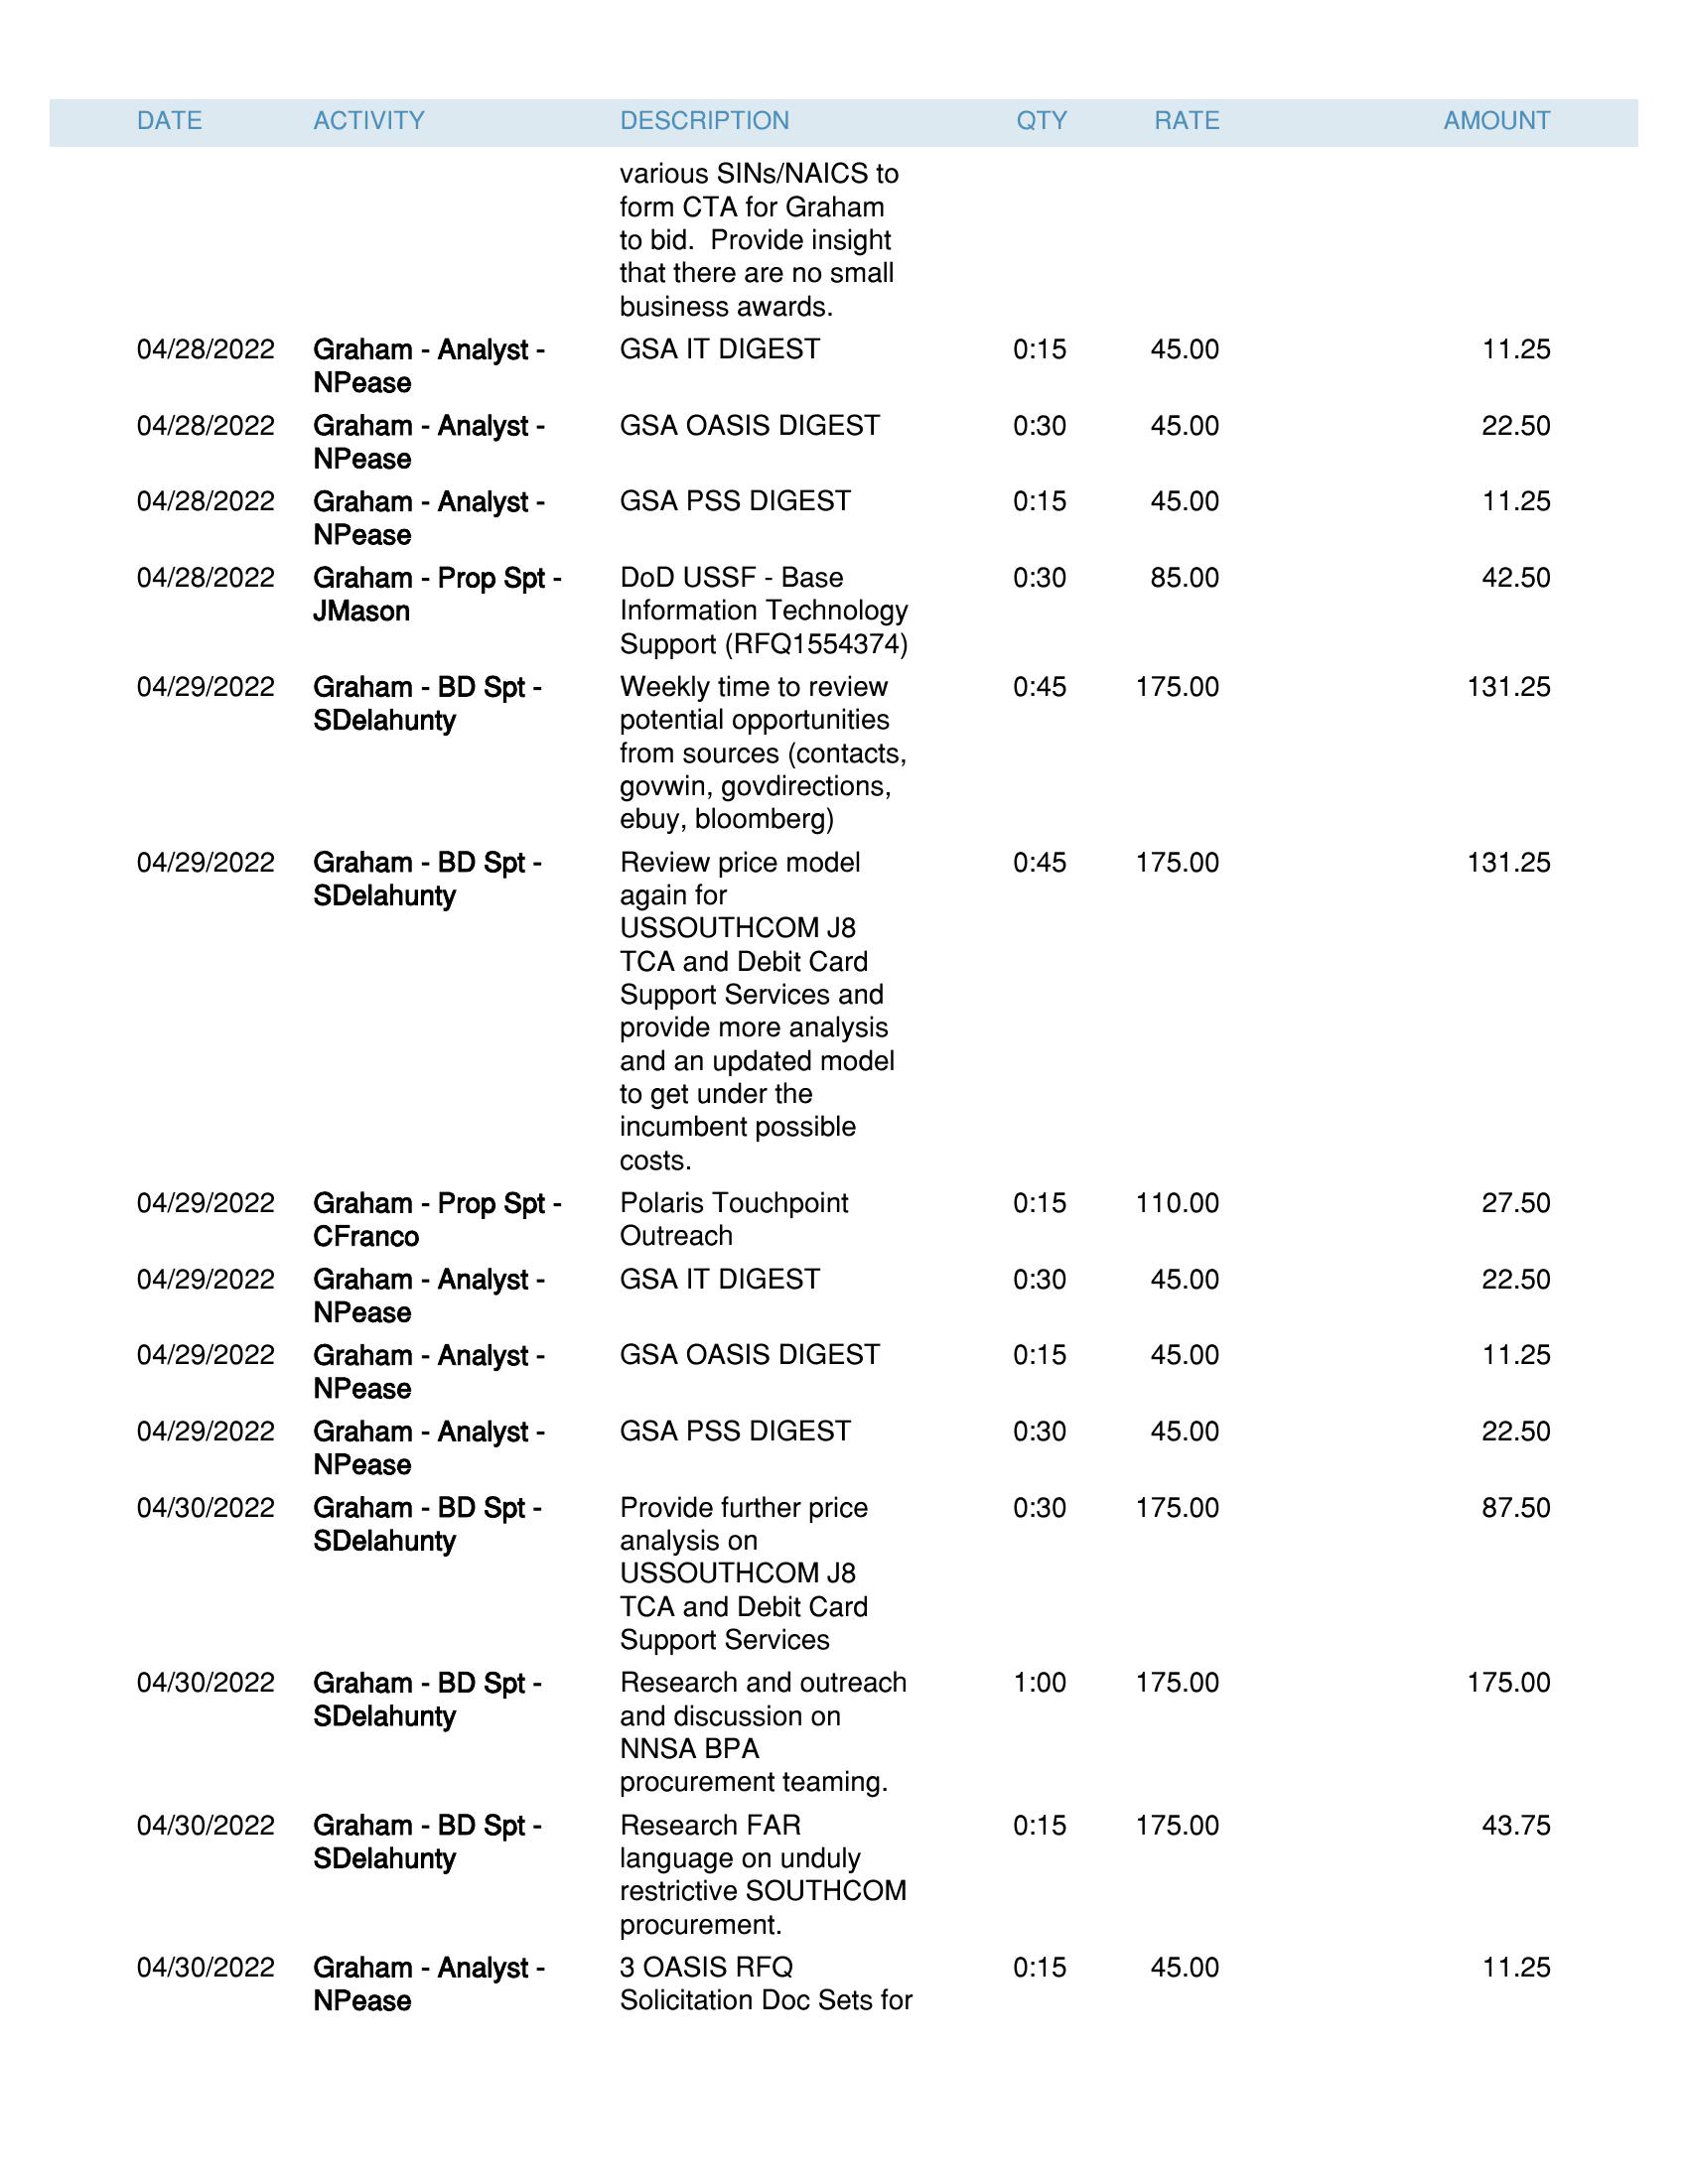 DATE ACTIVITY DESCRIPTION QTY RATE AMOUNT
various SINs/NAICS to
form CTA for Graham
to bid.  Provide insight
that there are no small
business awards.
04/28/2022 Graham - Analyst - GSA IT DIGEST 0:15 45.00 11.25
NPease
04/28/2022 Graham - Analyst - GSA OASIS DIGEST 0:30 45.00 22.50
NPease
04/28/2022 Graham - Analyst - GSA PSS DIGEST 0:15 45.00 11.25
NPease
04/28/2022 Graham - Prop Spt - DoD USSF - Base 0:30 85.00 42.50
JMason Information Technology
Support (RFQ1554374)
04/29/2022 Graham - BD Spt - Weekly time to review 0:45 175.00 131.25
SDelahunty potential opportunities
from sources (contacts,
govwin, govdirections,
ebuy, bloomberg)
04/29/2022 Graham - BD Spt - Review price model 0:45 175.00 131.25
SDelahunty again for
USSOUTHCOM J8
TCA and Debit Card
Support Services and
provide more analysis
and an updated model
to get under the
incumbent possible
costs.
04/29/2022 Graham - Prop Spt - Polaris Touchpoint 0:15 110.00 27.50
CFranco Outreach
04/29/2022 Graham - Analyst - GSA IT DIGEST 0:30 45.00 22.50
NPease
04/29/2022 Graham - Analyst - GSA OASIS DIGEST 0:15 45.00 11.25
NPease
04/29/2022 Graham - Analyst - GSA PSS DIGEST 0:30 45.00 22.50
NPease
04/30/2022 Graham - BD Spt - Provide further price 0:30 175.00 87.50
SDelahunty analysis on
USSOUTHCOM J8
TCA and Debit Card
Support Services
04/30/2022 Graham - BD Spt - Research and outreach 1:00 175.00 175.00
SDelahunty and discussion on
NNSA BPA
procurement teaming.
04/30/2022 Graham - BD Spt - Research FAR 0:15 175.00 43.75
SDelahunty language on unduly
restrictive SOUTHCOM
procurement.
04/30/2022 Graham - Analyst - 3 OASIS RFQ 0:15 45.00 11.25
NPease Solicitation Doc Sets for